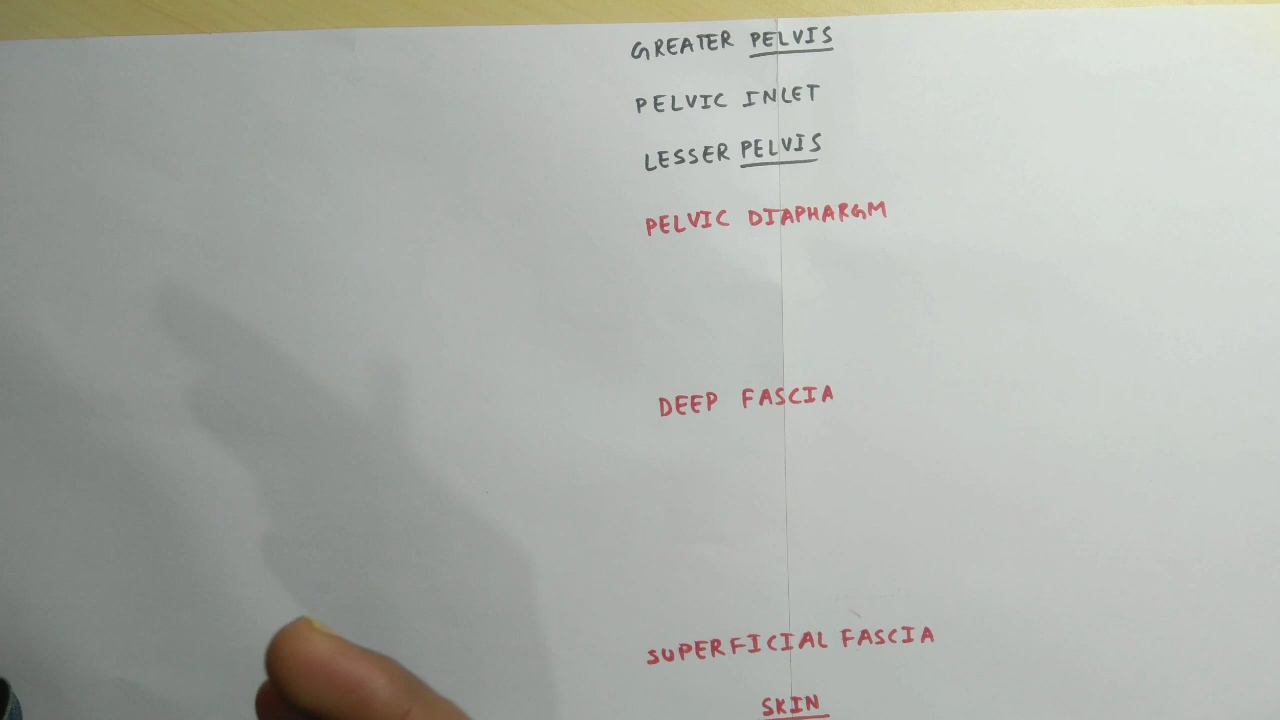 GREATER PELVIS
PELVIC INLET
LESSER PELVIS
PELVIC DIAPHARGM
DEEP FASCIA
SUPERFICIAL FASCIA
SKIN